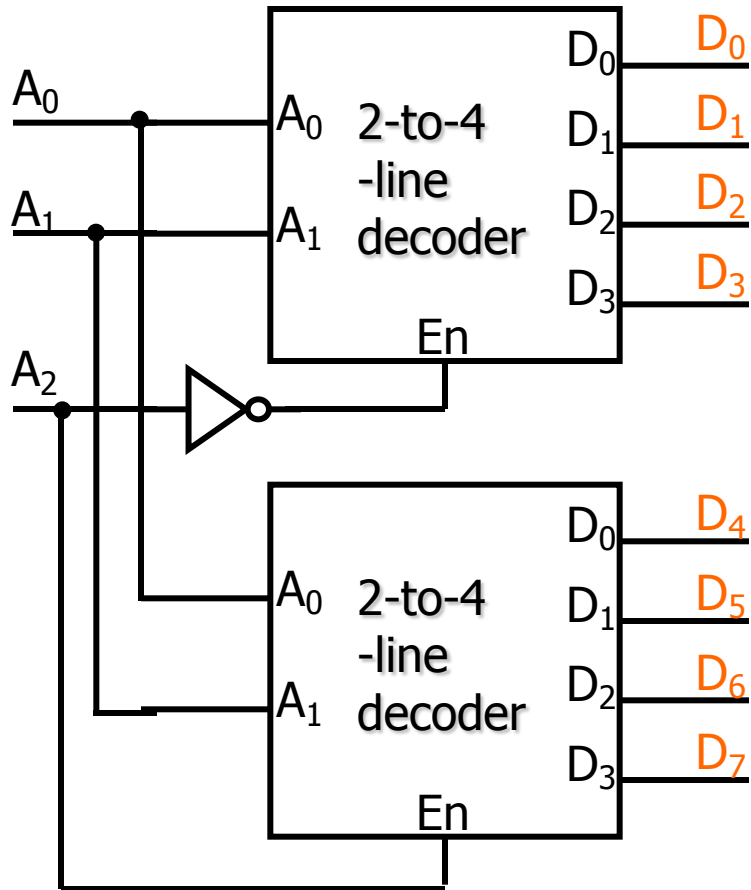 A₀
A₁
A₂
A₀
A₁
2-to-4
-line
decoder
En
D₀
D₁
D₂
D₃
D₀
D₁
D₂
D₃
A₀
A₁
2-to-4
-line
decoder
En
D₀
D₁
D₂
D₃
D₄
D₅
D₆
D₇